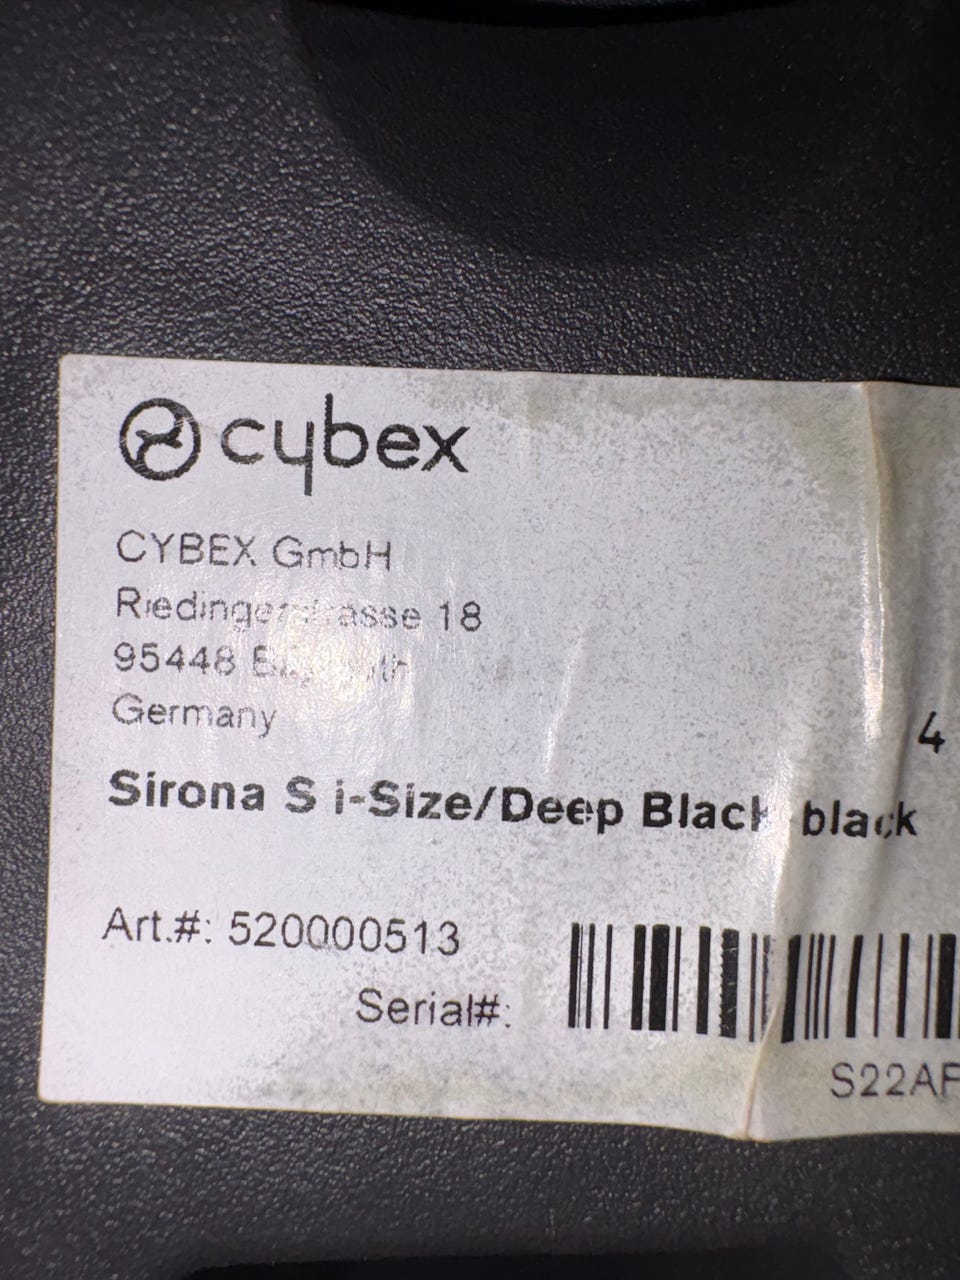 cybex
CYBEX GmbH
Riedingerstrasse 18
95448
Germany
4
Sirona S i-Size/Deep Black black
Art.#: 520000513
Serial#:
S22AF